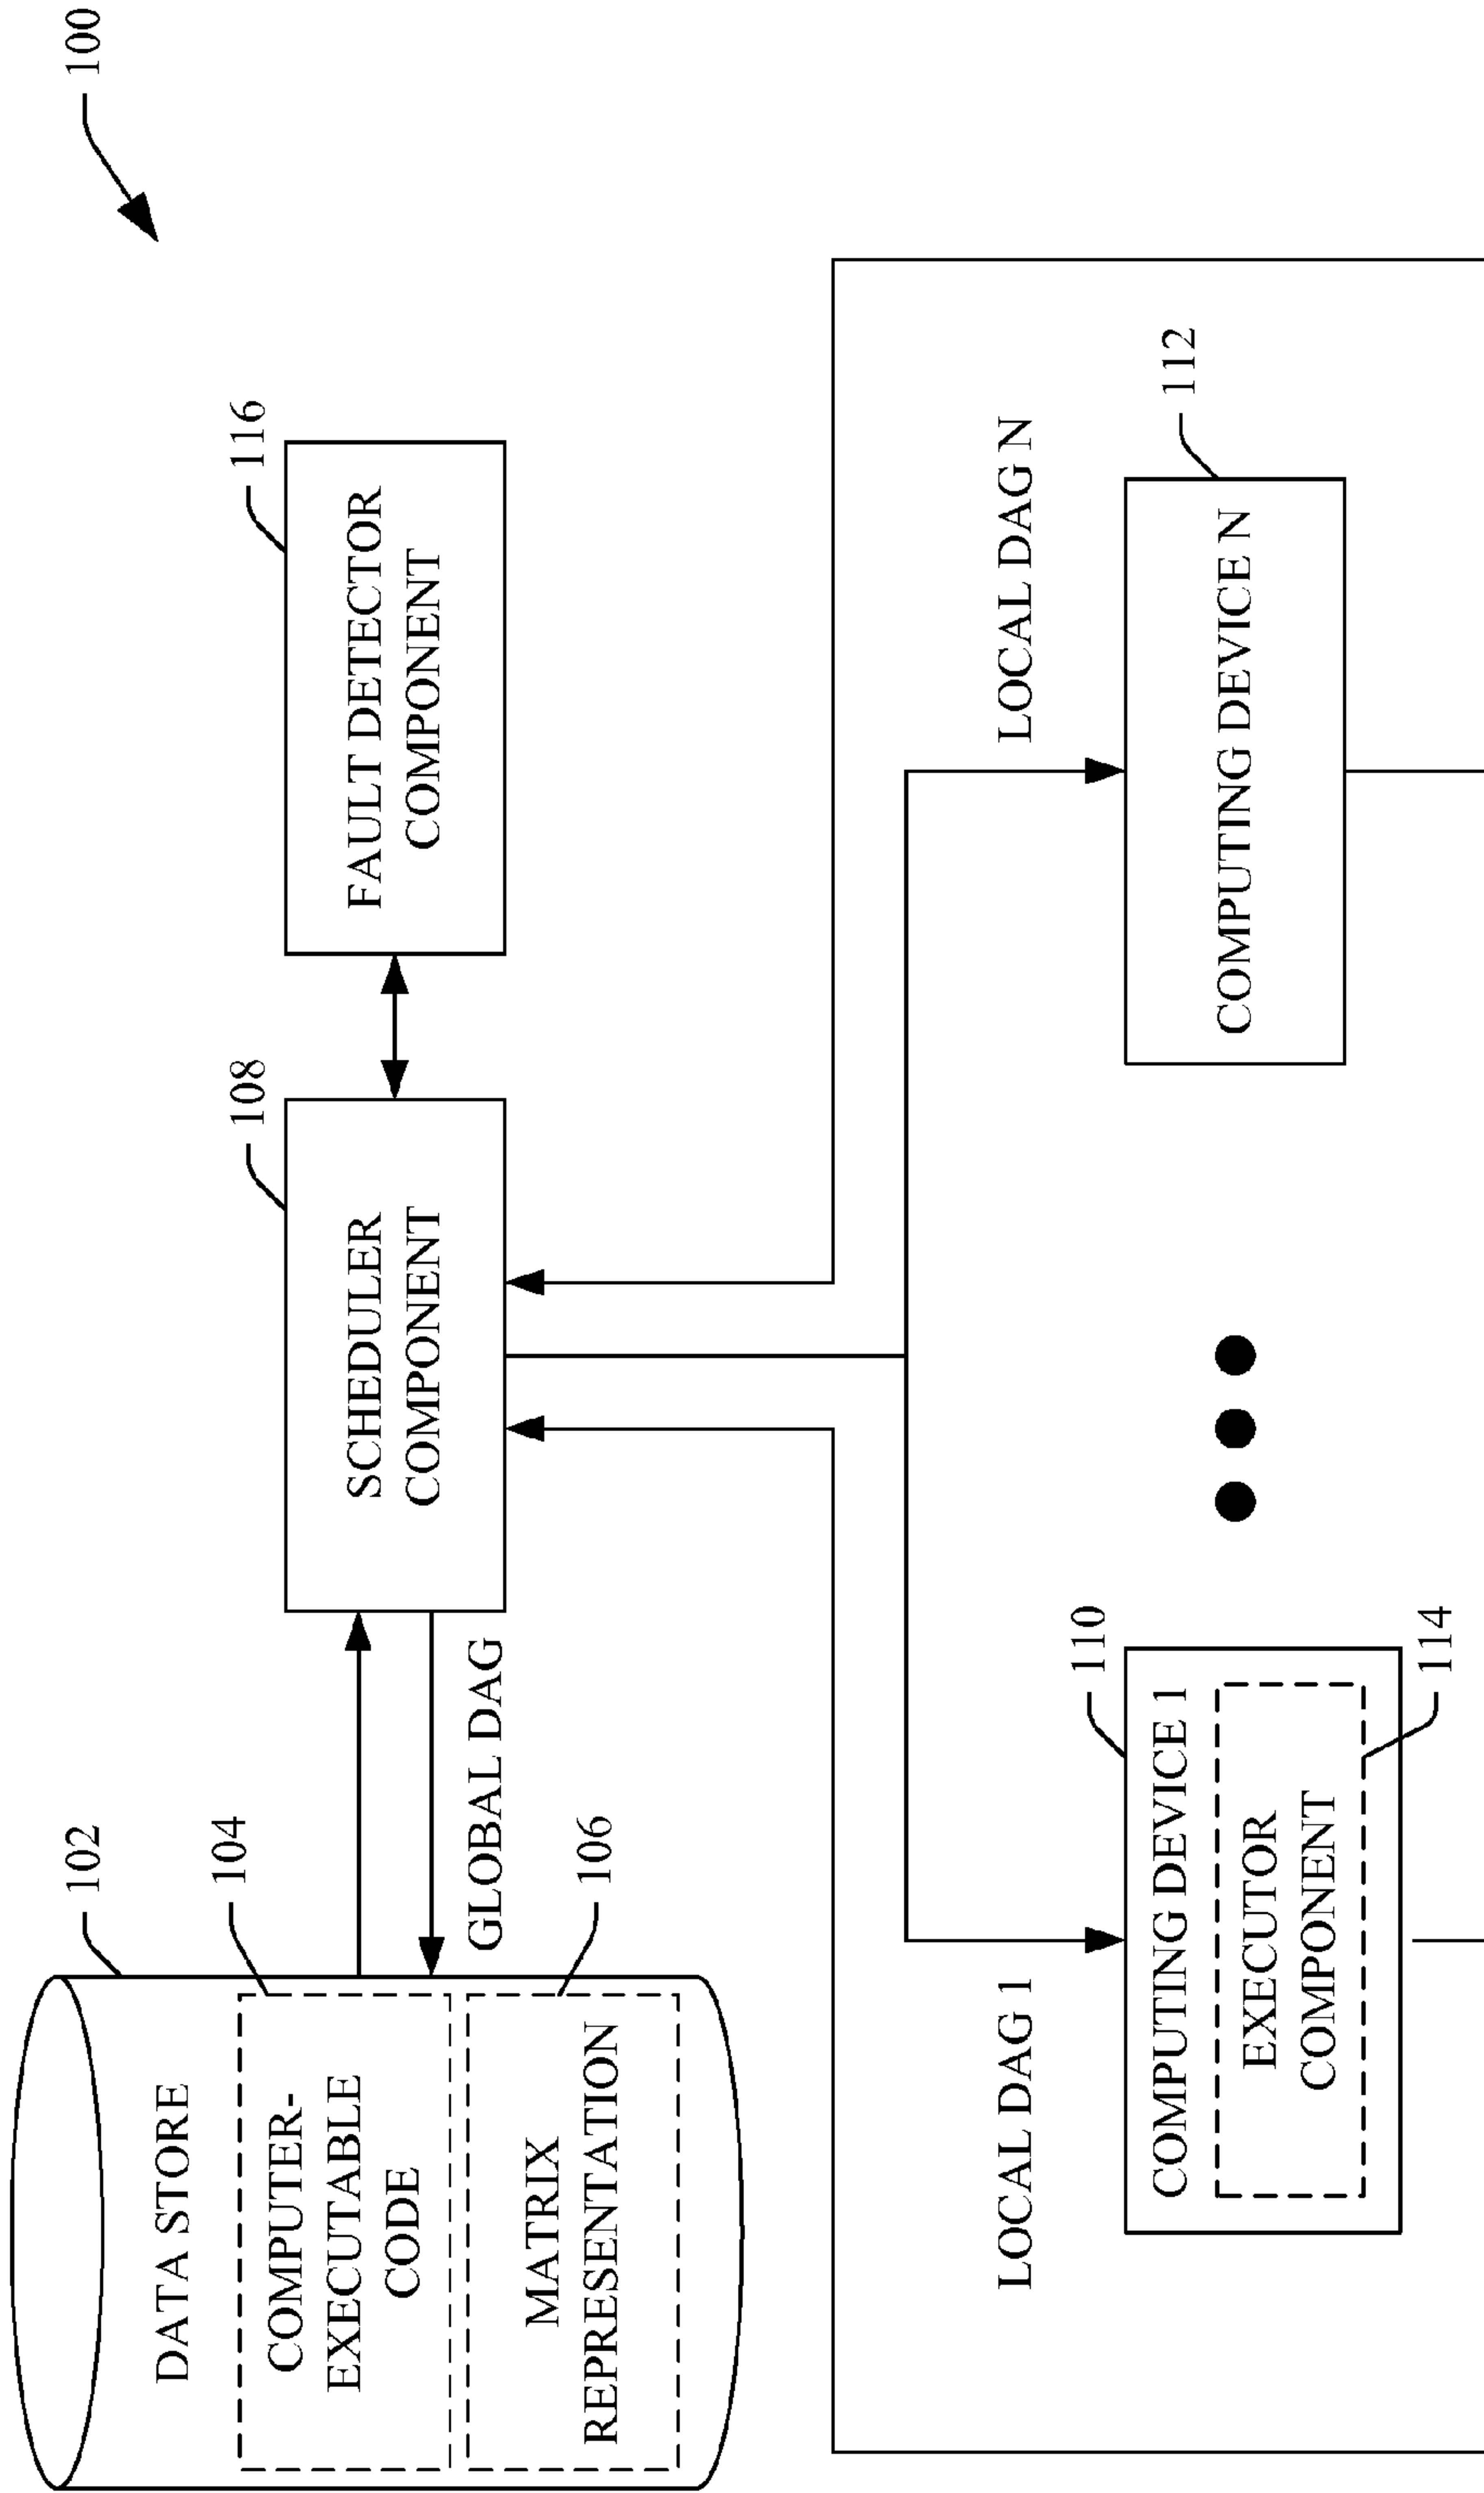 100
102
DATA STORE
104
COMPUTER-
EXECUTABLE
CODE
106
MATRIX
REPRESENTATION
GLOBAL DAG
108
SCHEDULER
COMPONENT
116
FAULT DETECTOR
COMPONENT
LOCAL DAG 1
110
COMPUTING DEVICE 1
EXECUTOR
COMPONENT
114
LOCAL DAG N
112
COMPUTING DEVICE N